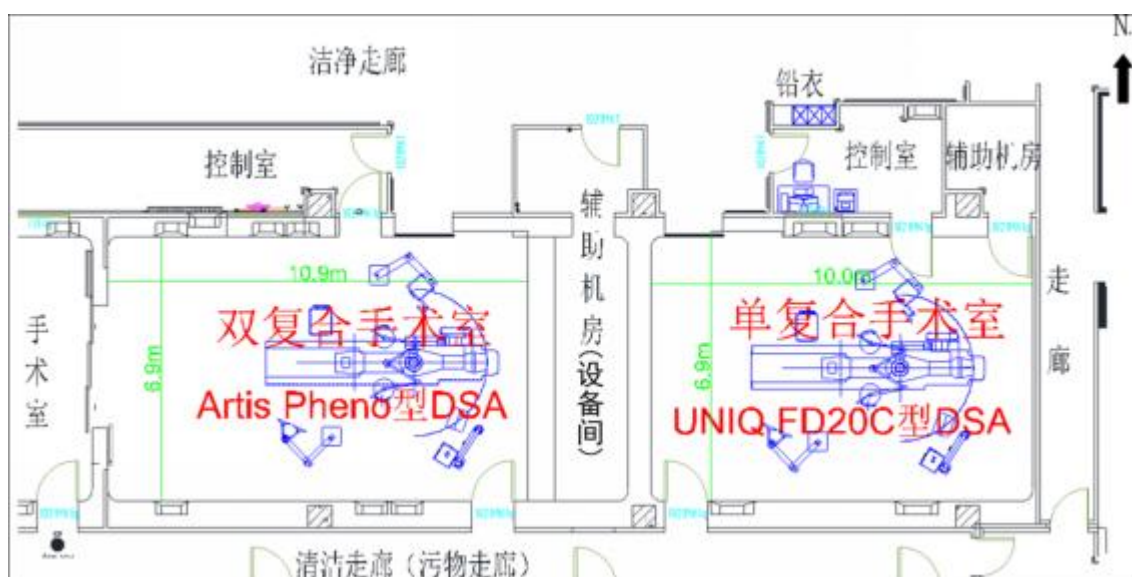 N
洁净走廊
铅衣
控制室
控制室
辅助机房
辅助机房(设备间)
10.9m
10.0m
双复合手术室
单复合手术室
手术室
6.9m
6.9m
走廊
Artis Pheno型DSA
UNIQ FD20C型DSA
清洁走廊（污物走廊）